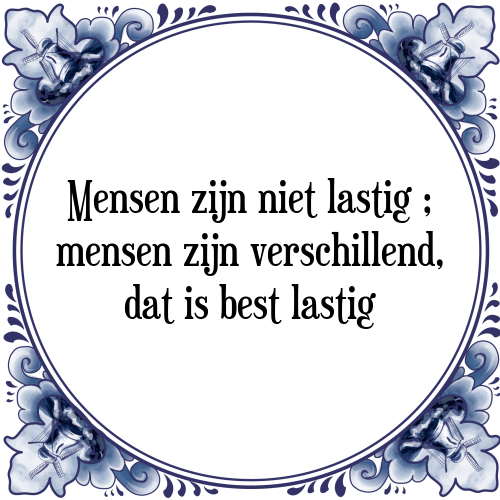 Mensen zijn niet lastig ;
mensen zijn verschillend,
dat is best lastig